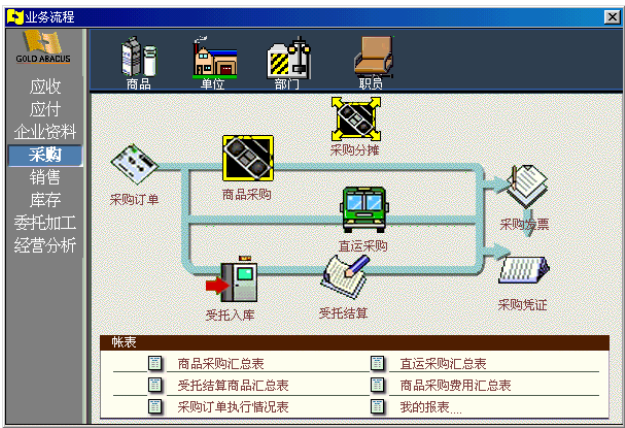 业务流程
GOLD ABACUS
商品 单位 部门 职员
应收
应付
企业资料
采购
销售
库存
委托加工
经营分析
采购分摊
采购订单
商品采购
采购发票
直运采购
受托入库
受托结算
采购凭证
帐表
商品采购汇总表 直运采购汇总表
受托结算商品汇总表 商品采购费用汇总表
采购订单执行情况表 我的报表....